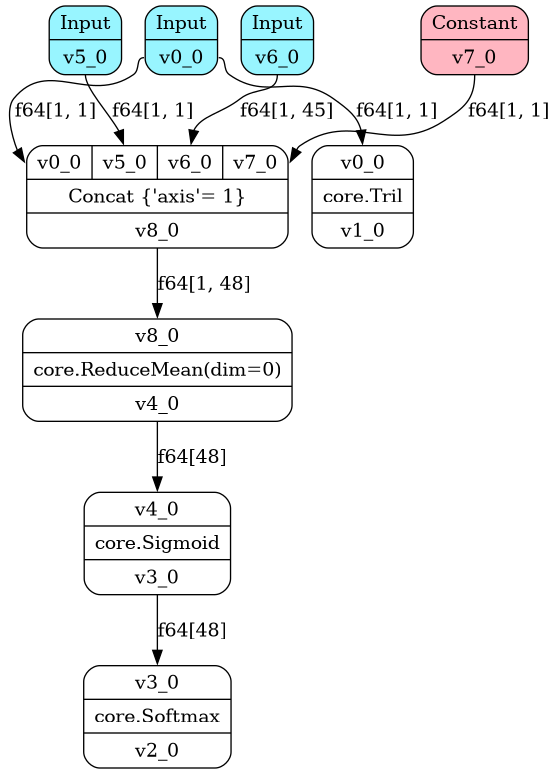 Input
v5_0
Input
v0_0
Input
v6_0
Constant
v7_0
f64[1, 1]
f64[1, 1]
f64[1, 45]
f64[1, 1]
f64[1, 1]
v0_0 v5_0 v6_0 v7_0
Concat {'axis'= 1}
v8_0
v0_0
core.Tril
v1_0
f64[1, 48]
v8_0
core.ReduceMean(dim=0)
v4_0
f64[48]
v4_0
core.Sigmoid
v3_0
f64[48]
v3_0
core.Softmax
v2_0